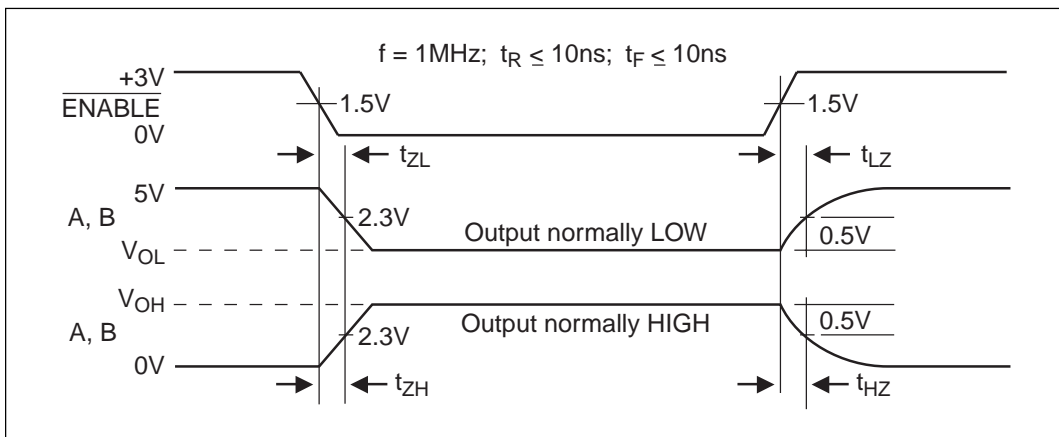 f = 1MHz; t_R ≤ 10ns; t_F ≤ 10ns
+3V
E̅N̅A̅B̅L̅E̅
0V
1.5V
1.5V
t_ZL
t_LZ
5V
A, B
V_OL
2.3V
Output normally LOW
0.5V
V_OH
A, B
0V
2.3V
Output normally HIGH
0.5V
t_ZH
t_HZ